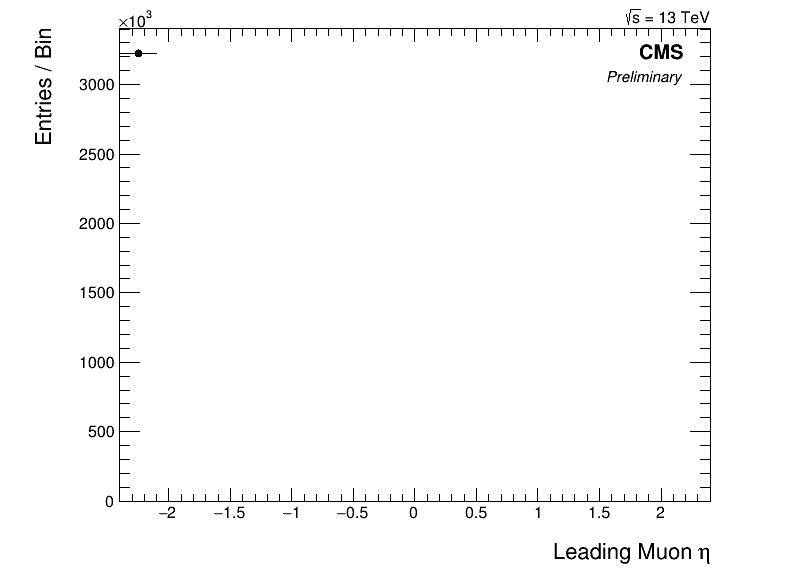 ×10³
√s = 13 TeV
CMS
Preliminary
Entries / Bin
3000
2500
2000
1500
1000
500
0
−2 −1.5 −1 −0.5 0 0.5 1 1.5 2
Leading Muon η